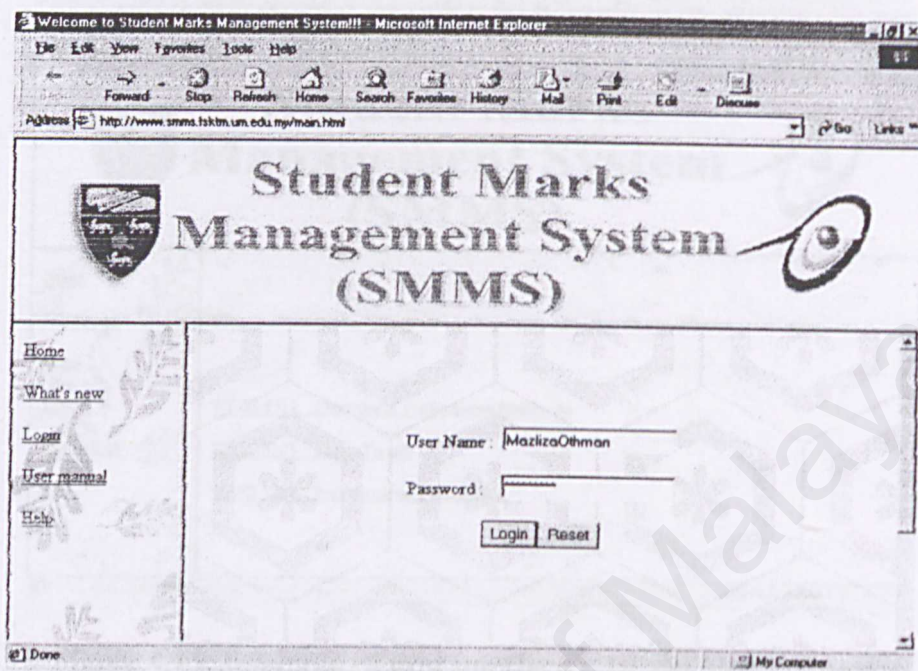 Welcome to Student Marks Management System!!! - Microsoft Internet Explorer
File Edit View Favorites Tools Help
Forward Stop Refresh Home Search Favorites History Mail Print Edit Discuss
Address http://www.smms.fsktm.um.edu.my/main.html Go Links »
Student Marks
Management System
(SMMS)
Home
What's new
Login
User manual
Help
User Name : MazlizaOthman
Password :
Login Reset
Done My Computer
of Malaya